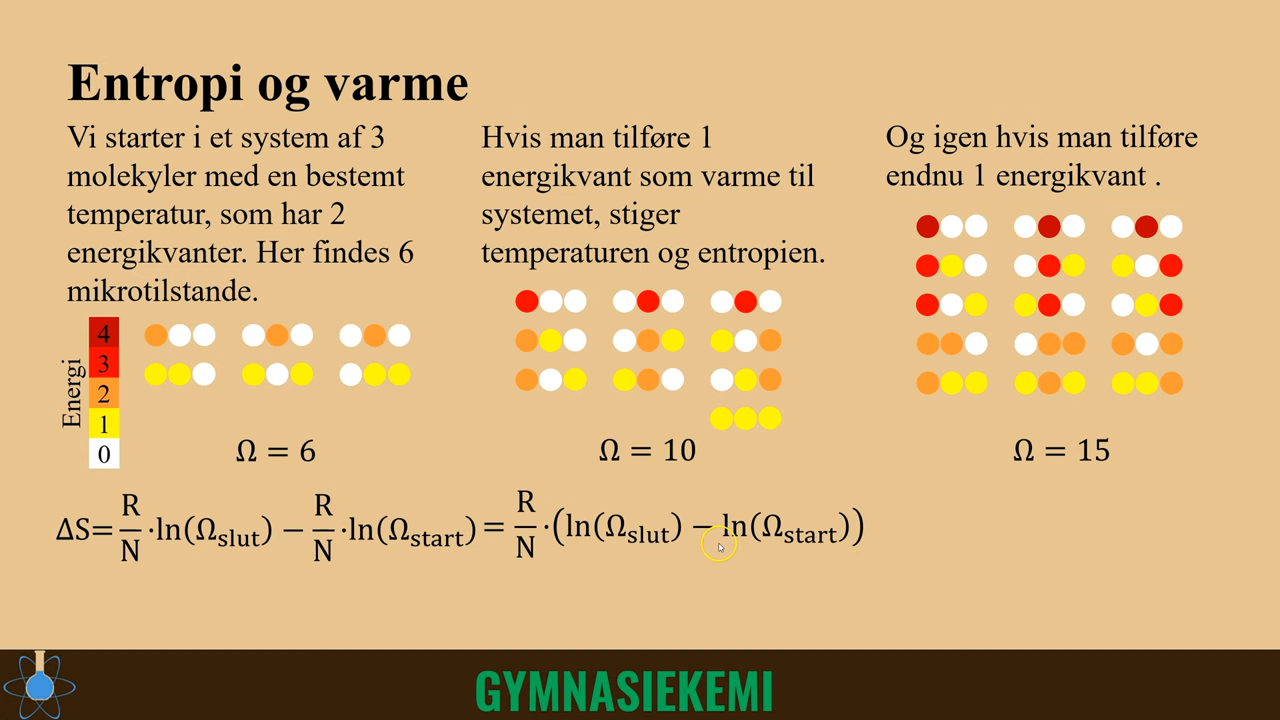 Entropi og varme
Vi starter i et system af 3
molekyler med en bestemt
temperatur, som har 2
energikvanter. Her findes 6
mikrotilstande.
Hvis man tilføre 1
energikvant som varme til
systemet, stiger
temperaturen og entropien.
Og igen hvis man tilføre
endnu 1 energikvant .
Energi
4
3
2
1
0
Ω = 6
Ω = 10
Ω = 15
ΔS= R/N ·ln(Ωslut) − R/N ·ln(Ωstart) = R/N ·(ln(Ωslut) − ln(Ωstart))
GYMNASIEKEMI